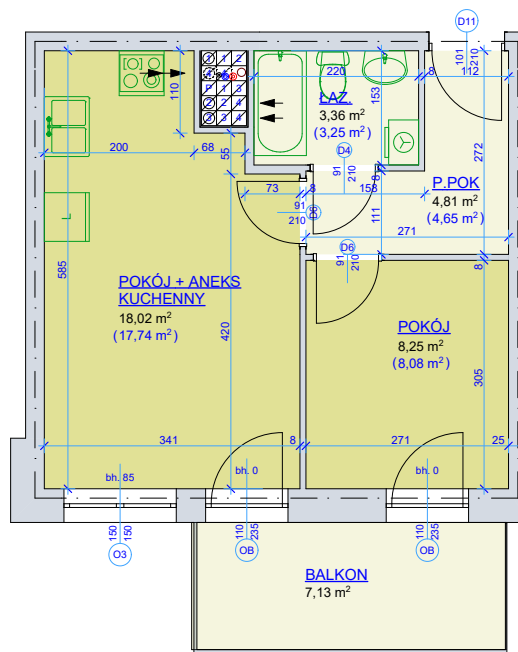 D11
101
210
220
8
112
ŁAZ.
3,36 m²
(3,25 m²)
153
110
200
68
55
D4
91
210
8
272
73
8
158
P.POK
4,81 m²
(4,65 m²)
91
210
D8
111
271
D6
91
210
8
L
585
POKÓJ + ANEKS
KUCHENNY
18,02 m²
(17,74 m²)
420
POKÓJ
8,25 m²
(8,08 m²)
305
341
8
271
25
bh. 85
bh. 0
bh. 0
150
150
O3
110
235
OB
110
235
OB
BALKON
7,13 m²